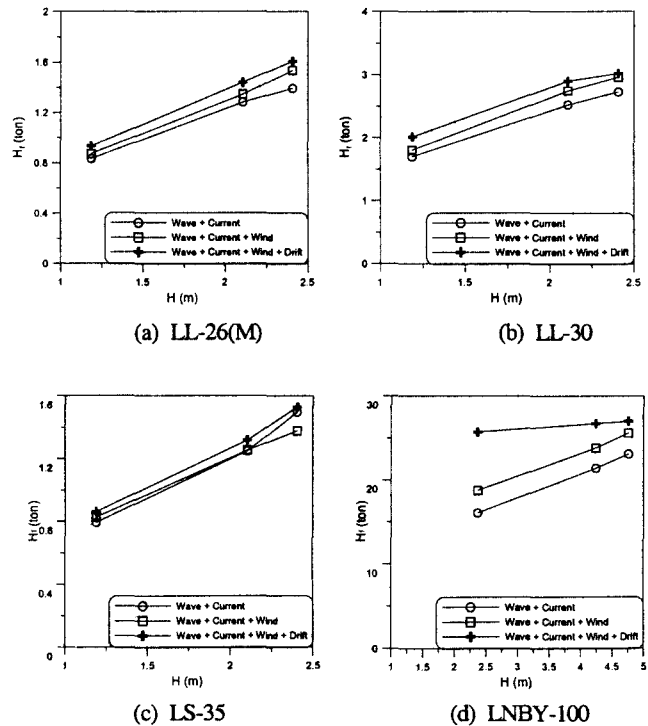 2
1.6
1.2
0.8
0.4
0
H, (ton)
Wave + Current
Wave + Current + Wind
Wave + Current + Wind + Drift
1 1.5 2 2.5
H (m)
(a) LL-26(M)
4
3
2
1
0
H, (ton)
Wave + Current
Wave + Current + Wind
Wave + Current + Wind + Drift
1 1.5 2 2.5
H (m)
(b) LL-30
1.6
1.2
0.8
0.4
0
Hf (ton)
Wave + Current
Wave + Current + Wind
Wave + Current + Wind + Drift
1 1.5 2 2.5
H (m)
(c) LS-35
30
20
10
0
Hf (ton)
Wave + Current
Wave + Current + Wind
Wave + Current + Wind + Drift
1 1.5 2 2.5 3 3.5 4 4.5 5
H (m)
(d) LNBY-100